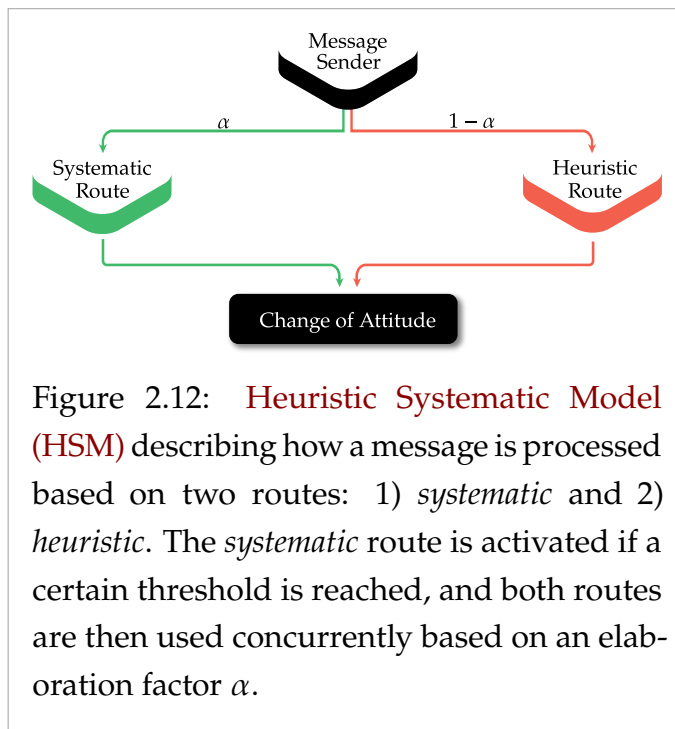 Message
Sender
α
1 − α
Systematic
Route
Heuristic
Route
Change of Attitude
Figure 2.12: Heuristic Systematic Model
(HSM) describing how a message is processed
based on two routes: 1) systematic and 2)
heuristic. The systematic route is activated if a
certain threshold is reached, and both routes
are then used concurrently based on an elab-
oration factor α.